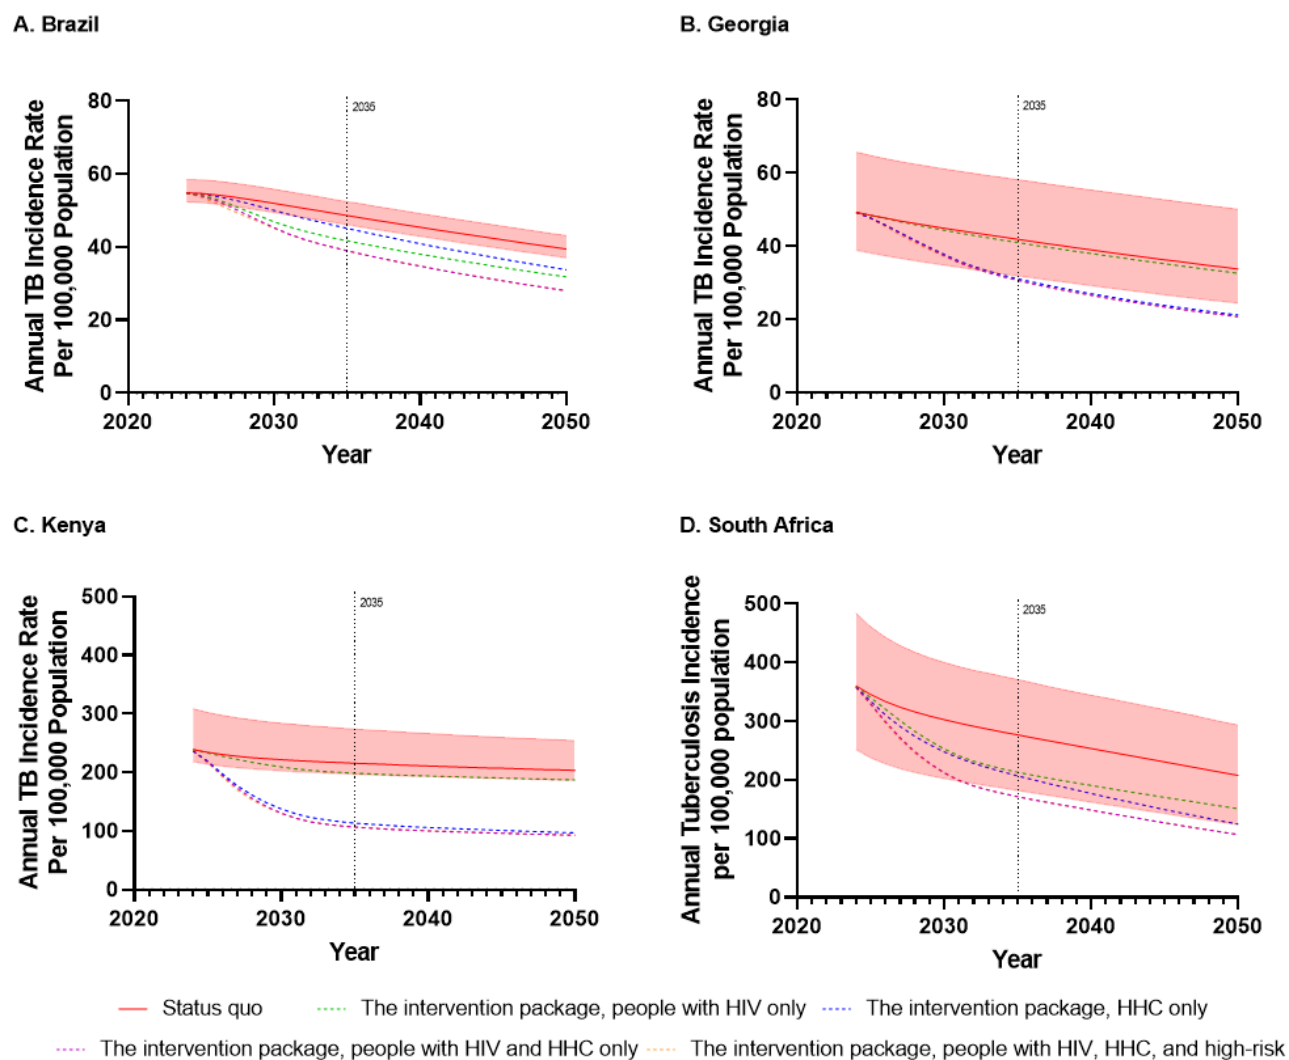 A. Brazil
Annual TB Incidence Rate
Per 100,000 Population
80
60
40
20
0
2035
2020
2030
2040
2050
Year
B. Georgia
Annual TB Incidence Rate
Per 100,000 Population
80
60
40
20
0
2035
2020
2030
2040
2050
Year
C. Kenya
Annual TB Incidence Rate
Per 100,000 Population
500
400
300
200
100
0
2035
2020
2030
2040
2050
Year
D. South Africa
Annual Tuberculosis Incidence
per 100,000 population
500
400
300
200
100
0
2035
2020
2030
2040
2050
Year
Status quo
The intervention package, people with HIV only
The intervention package, HHC only
The intervention package, people with HIV and HHC only
The intervention package, people with HIV, HHC, and high-risk